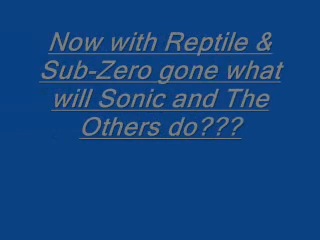 Now with Reptile &
Sub-Zero gone what
will Sonic and The
Others do???